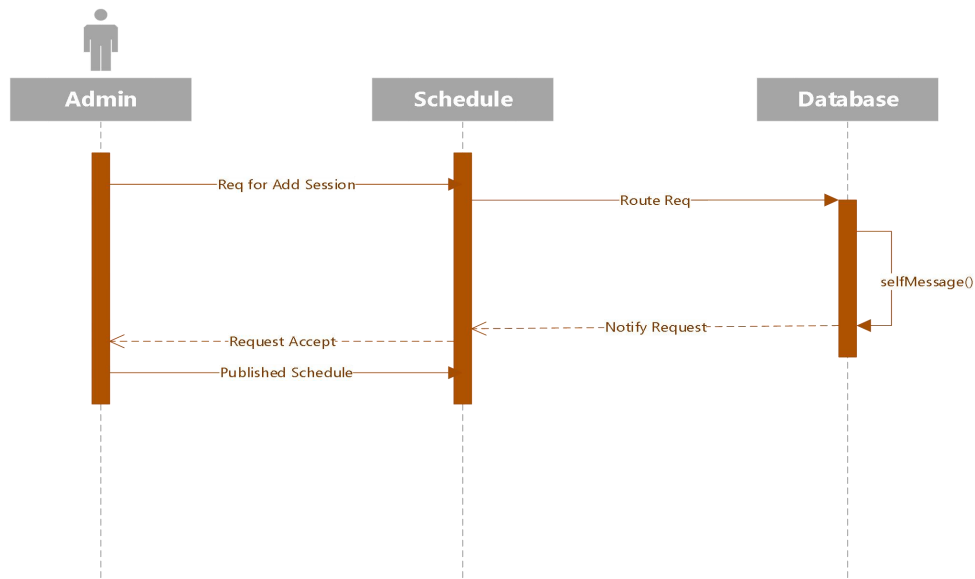 Admin
Schedule
Database
Req for Add Session
Route Req
selfMessage()
Notify Request
Request Accept
Published Schedule